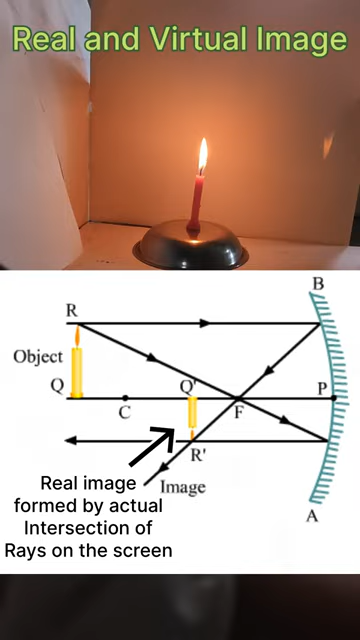 Real and Virtual Image
B
R
Object
Q
Q'
P
C
F
R'
Image
A
Real image
formed by actual
Intersection of
Rays on the screen